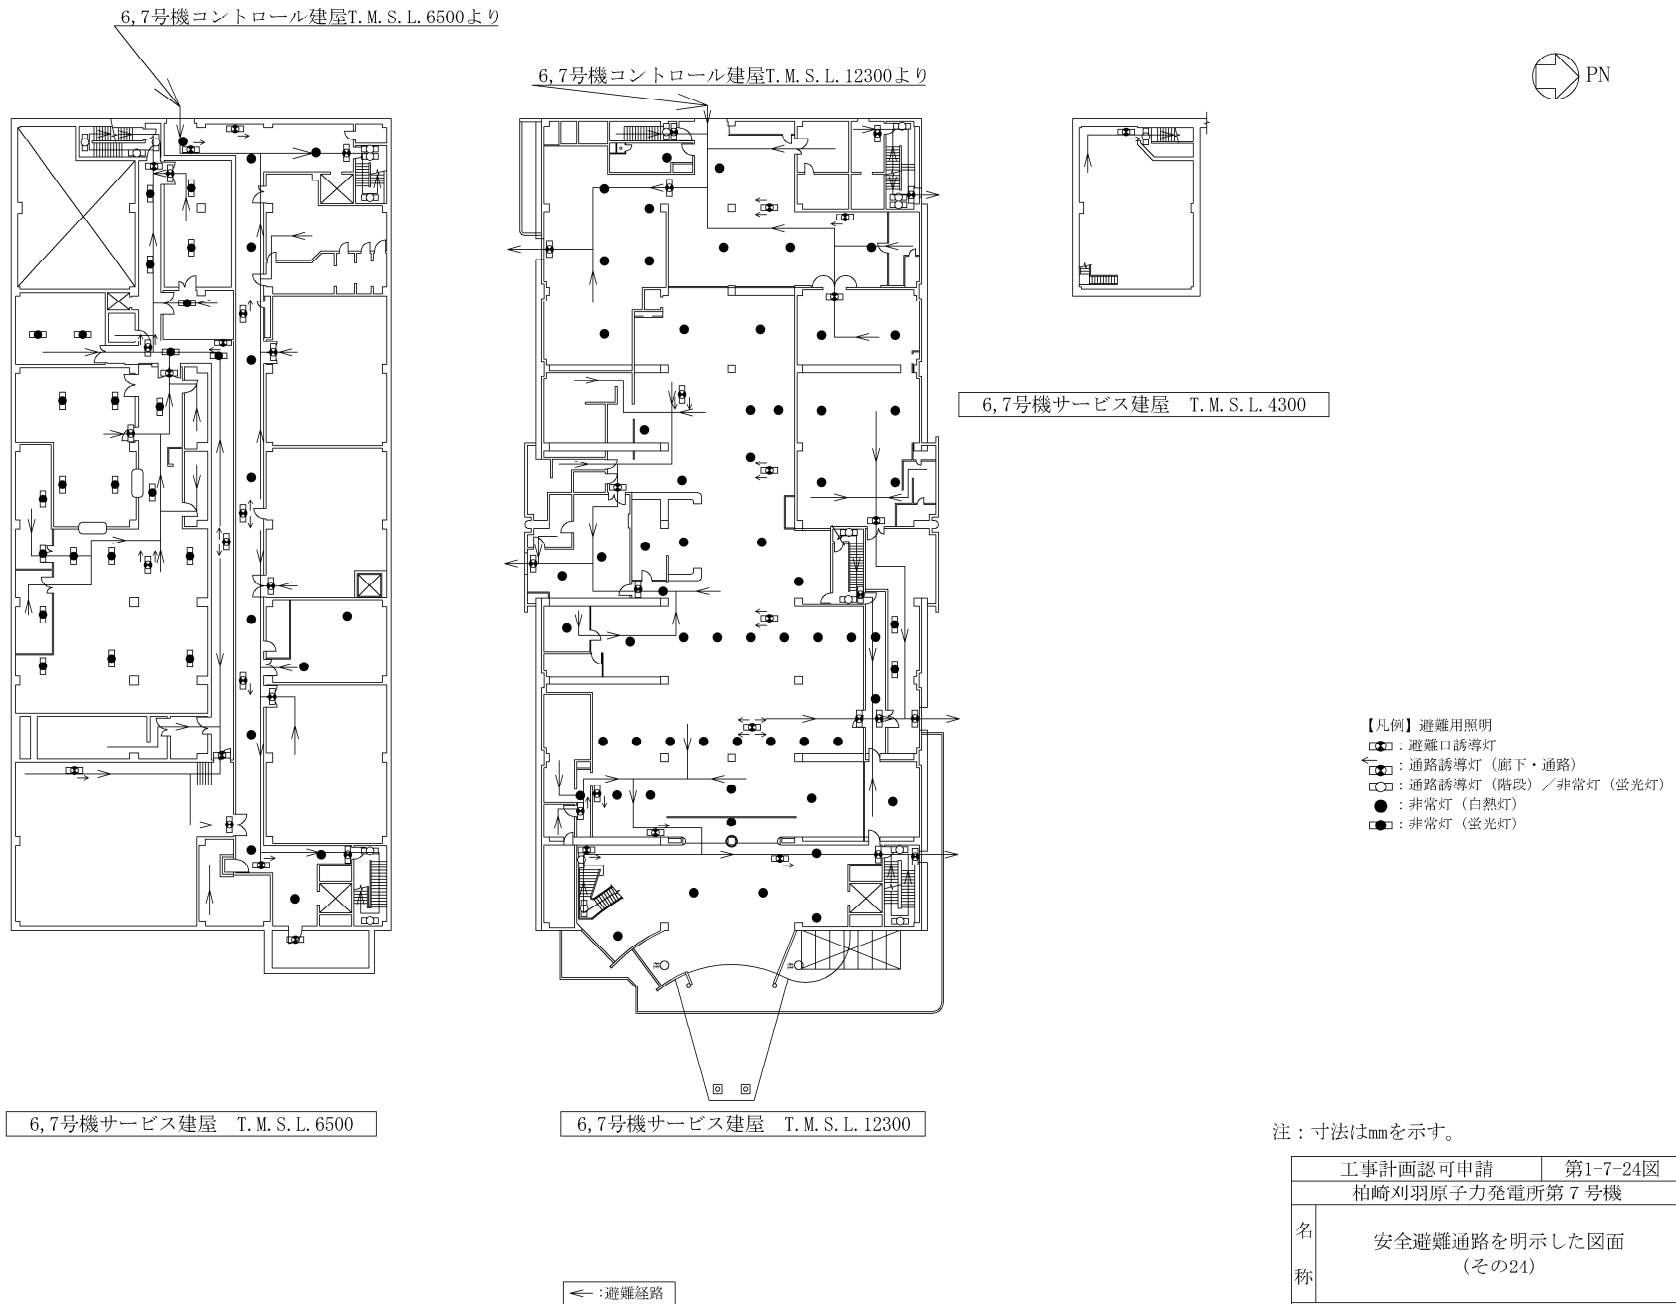 6,7号機コントロール建屋T.M.S.L.6500より
6,7号機コントロール建屋T.M.S.L.12300より
PN
6,7号機サービス建屋　T.M.S.L.4300
【凡例】避難用照明
：避難口誘導灯
：通路誘導灯（廊下・通路）
：通路誘導灯（階段）／非常灯（蛍光灯）
：非常灯（白熱灯）
：非常灯（蛍光灯）
6,7号機サービス建屋　T.M.S.L.6500
6,7号機サービス建屋　T.M.S.L.12300
注：寸法はmmを示す。
工事計画認可申請　第1-7-24図
柏崎刈羽原子力発電所第７号機
名称
安全避難通路を明示した図面
（その24）
：避難経路